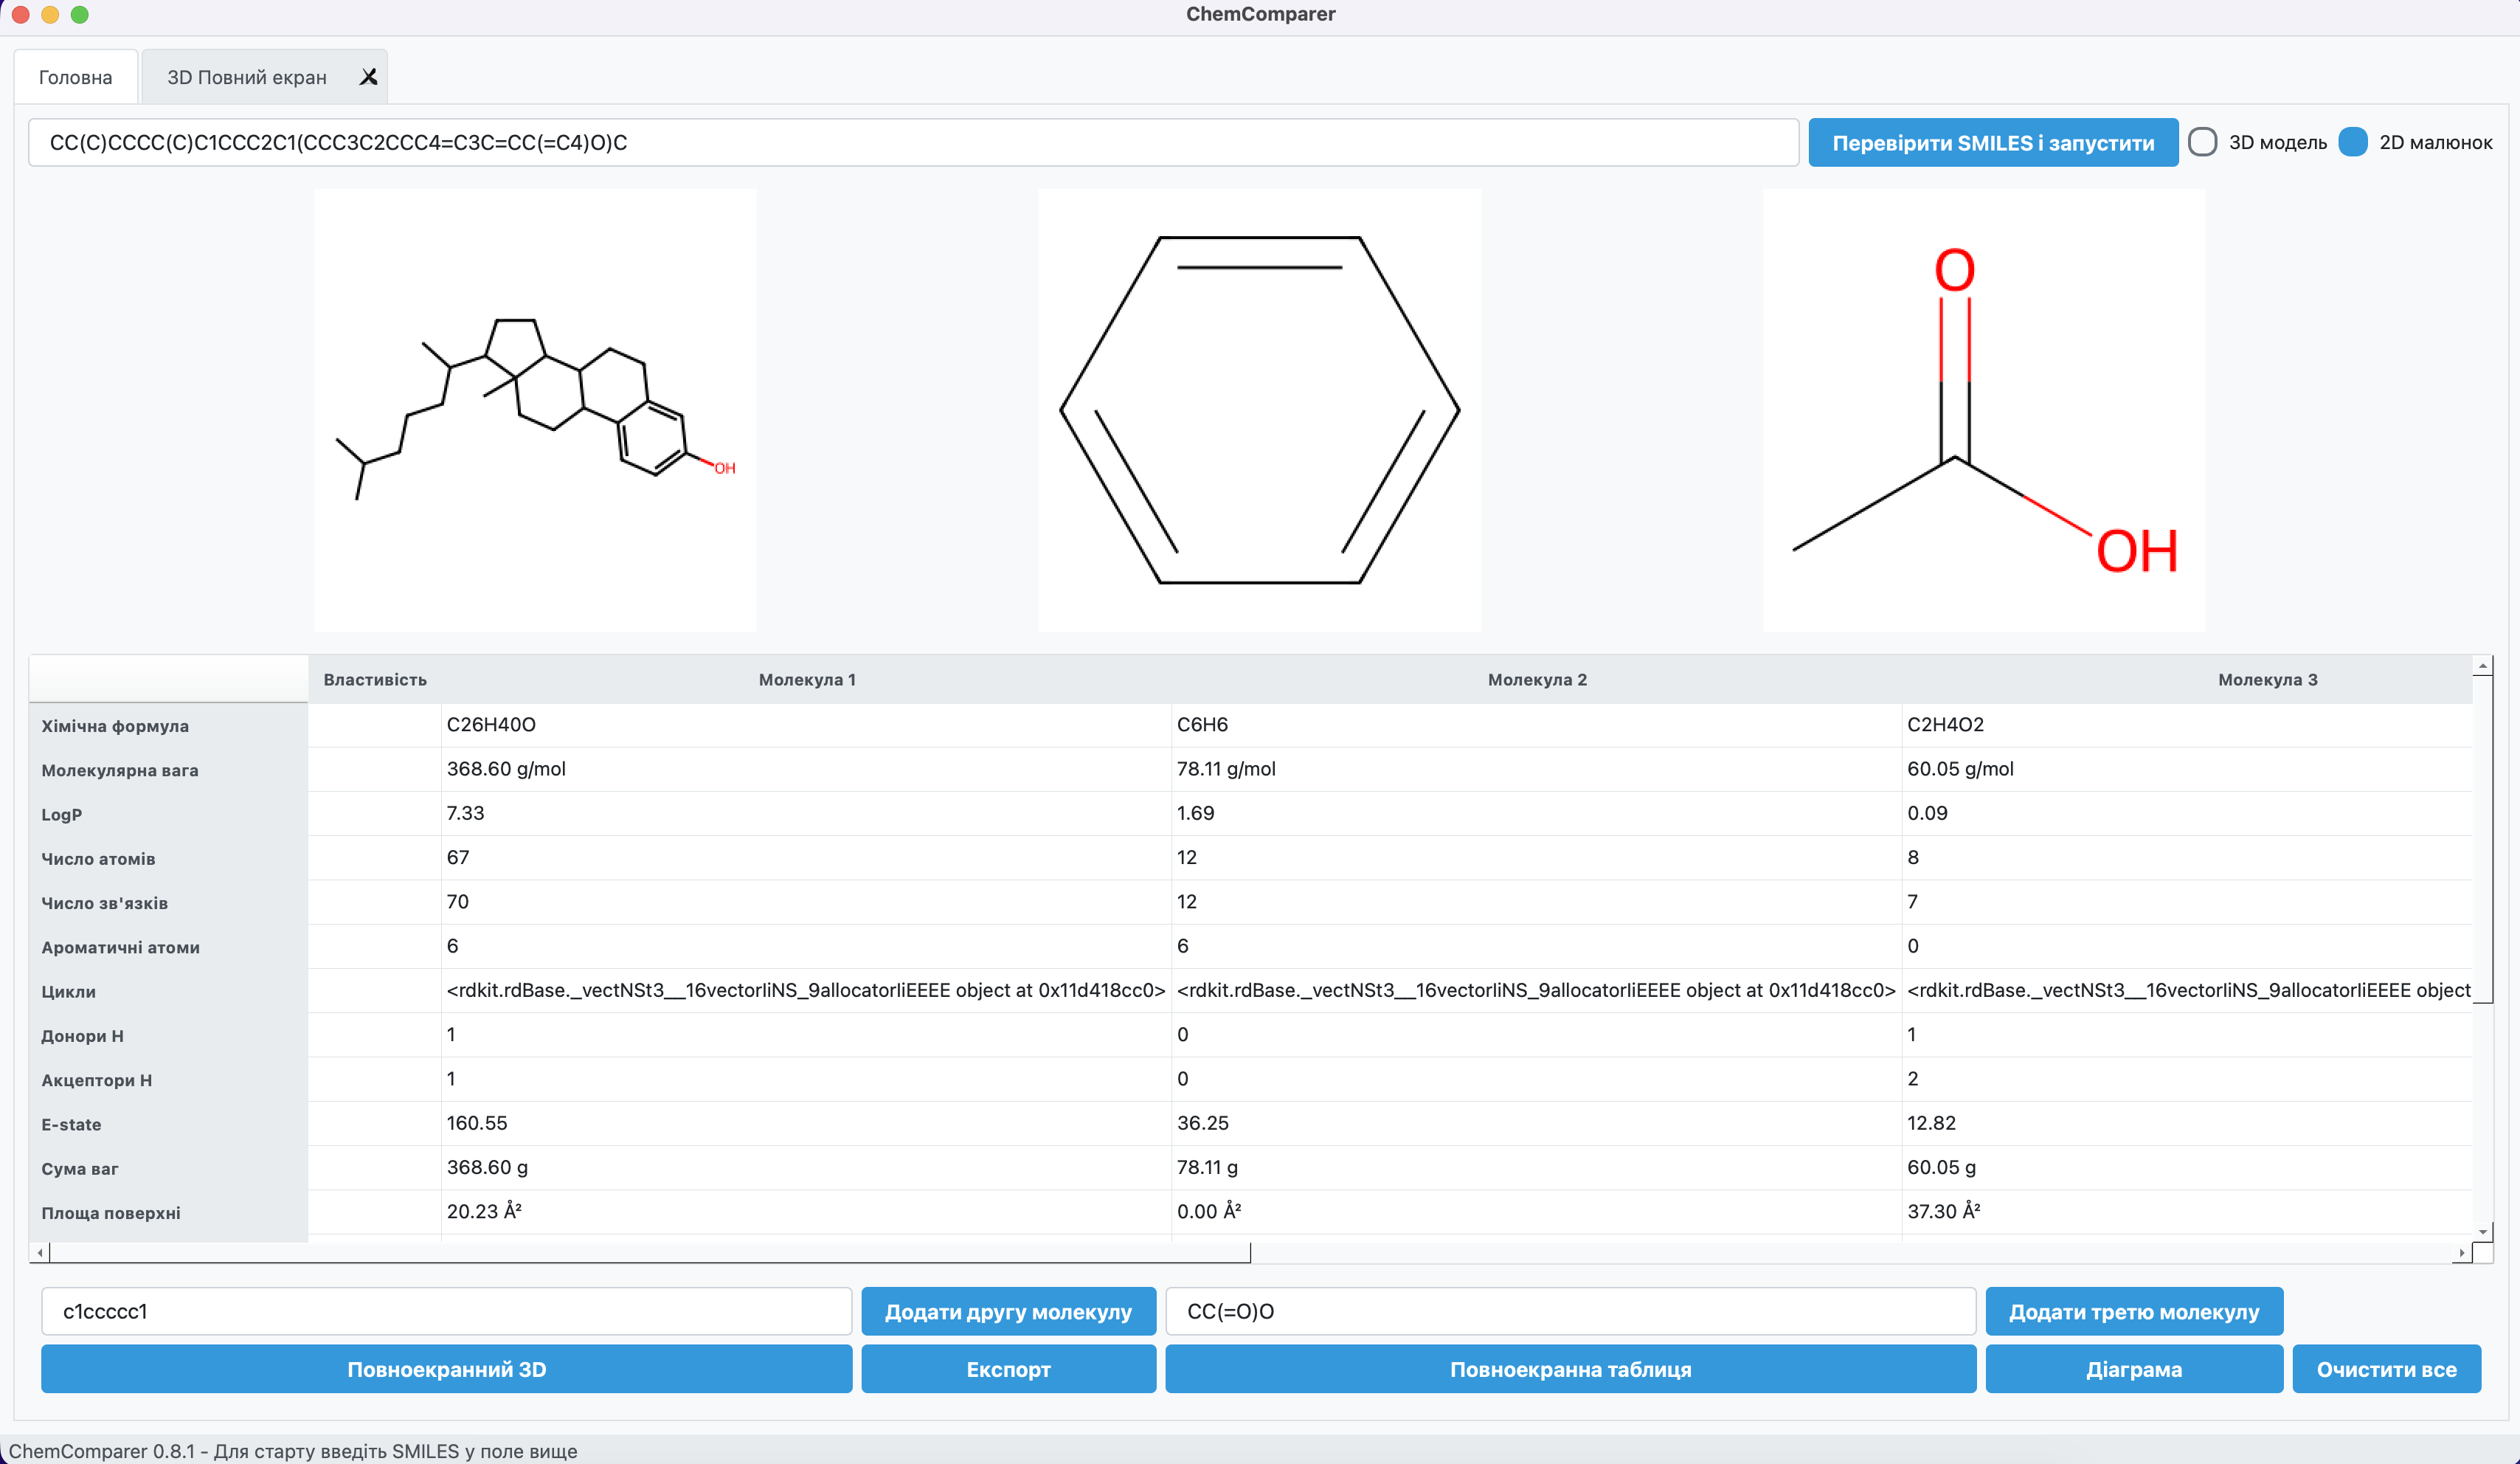 ChemComparer
Головна
3D Повний екран
CC(C)CCCC(C)C1CCC2C1(CCC3C2CCC4=C3C=CC(=C4)O)C
Перевірити SMILES і запустити
3D модель
2D малюнок
OH
O
OH
Властивість Молекула 1 Молекула 2 Молекула 3
Хімічна формула C26H40O C6H6 C2H4O2
Молекулярна вага 368.60 g/mol 78.11 g/mol 60.05 g/mol
LogP 7.33 1.69 0.09
Число атомів 67 12 8
Число зв'язків 70 12 7
Ароматичні атоми 6 6 0
Цикли <rdkit.rdBase._vectNSt3__16vectorIiNS_9allocatorIiEEEE object at 0x11d418cc0> <rdkit.rdBase._vectNSt3__16vectorIiNS_9allocatorIiEEEE object at 0x11d418cc0> <rdkit.rdBase._vectNSt3__16vectorIiNS_9allocatorIiEEEE object
Донори H 1 0 1
Акцептори H 1 0 2
E-state 160.55 36.25 12.82
Сума ваг 368.60 g 78.11 g 60.05 g
Площа поверхні 20.23 Å² 0.00 Å² 37.30 Å²
c1ccccc1
Додати другу молекулу
CC(=O)O
Додати третю молекулу
Повноекранний 3D
Експорт
Повноекранна таблиця
Діаграма
Очистити все
ChemComparer 0.8.1 - Для старту введіть SMILES у поле вище